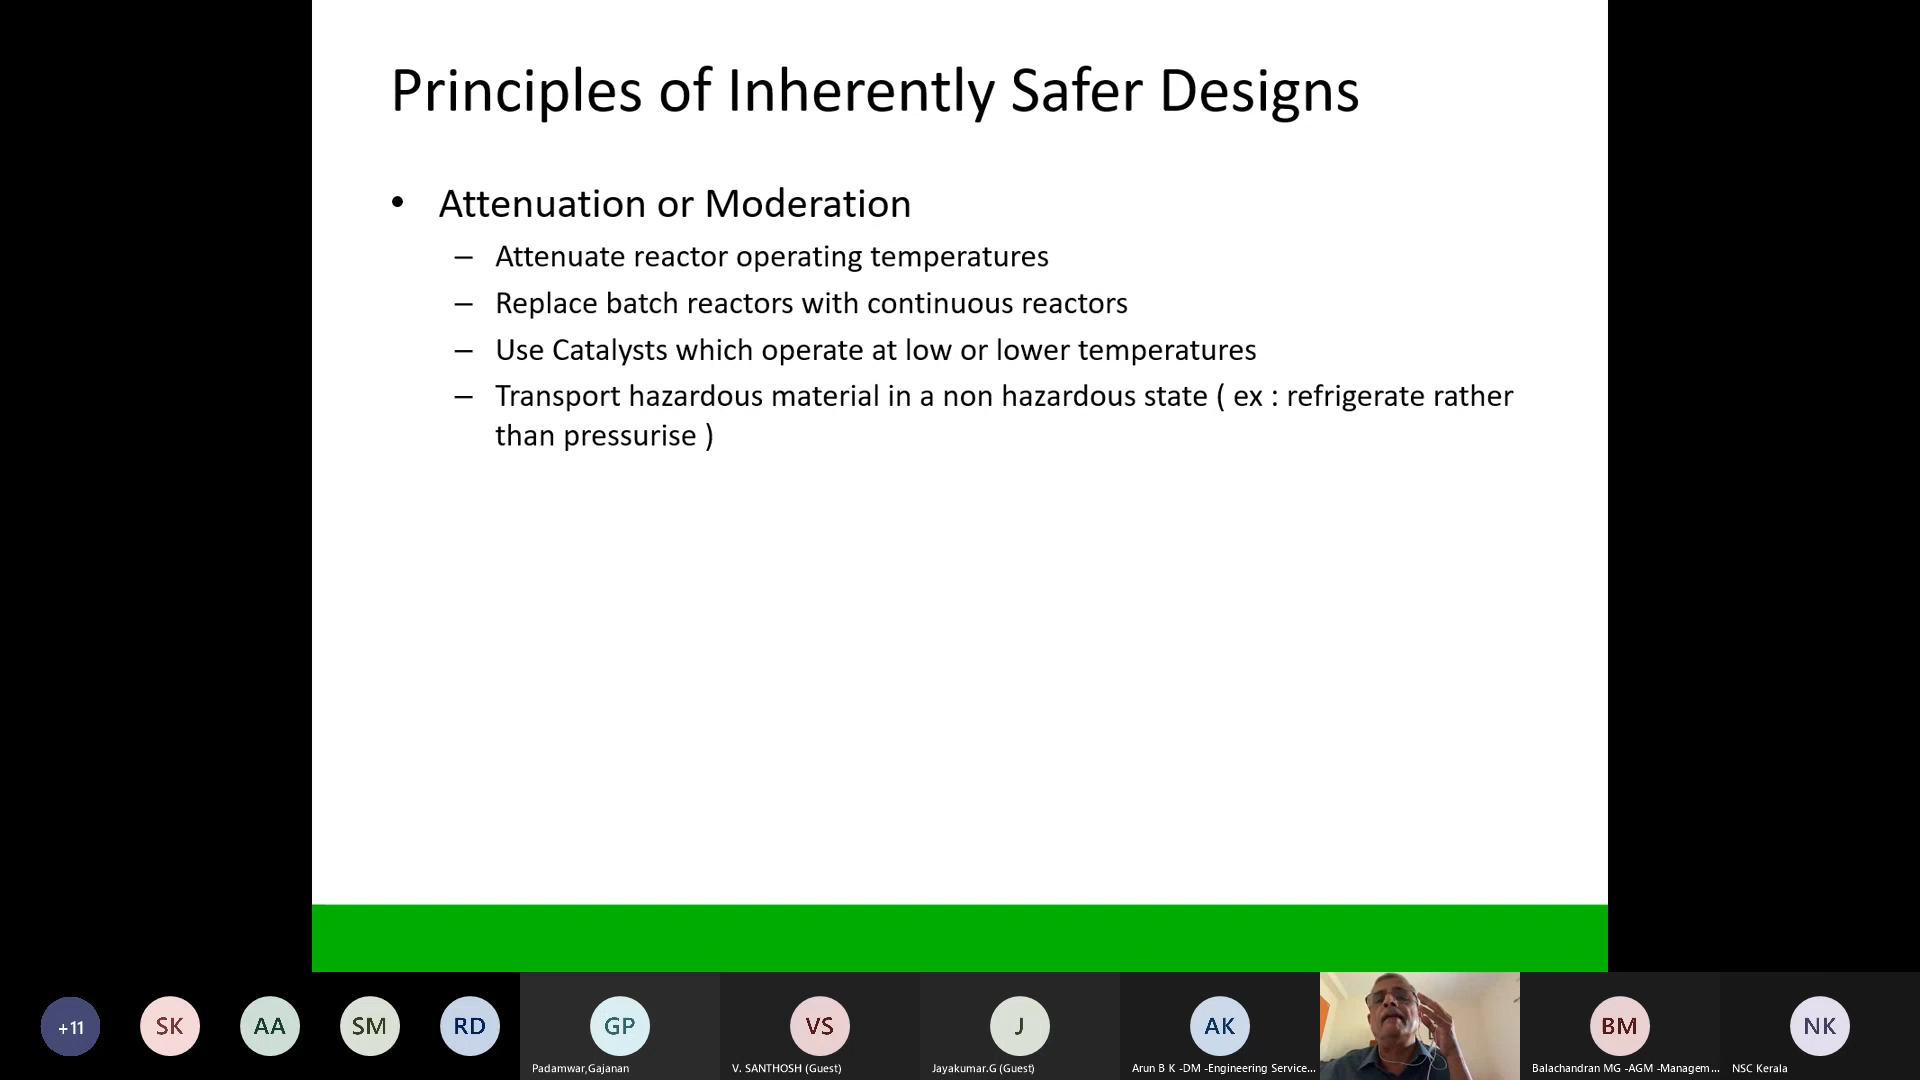 Principles of Inherently Safer Designs
• Attenuation or Moderation
– Attenuate reactor operating temperatures
– Replace batch reactors with continuous reactors
– Use Catalysts which operate at low or lower temperatures
– Transport hazardous material in a non hazardous state ( ex : refrigerate rather
than pressurise )
+11
SK
AA
SM
RD
GP
VS
J
AK
BM
NK
Padamwar,Gajanan
V. SANTHOSH (Guest)
Jayakumar.G (Guest)
Arun B K -DM -Engineering Service...
Balachandran MG -AGM -Managem...
NSC Kerala